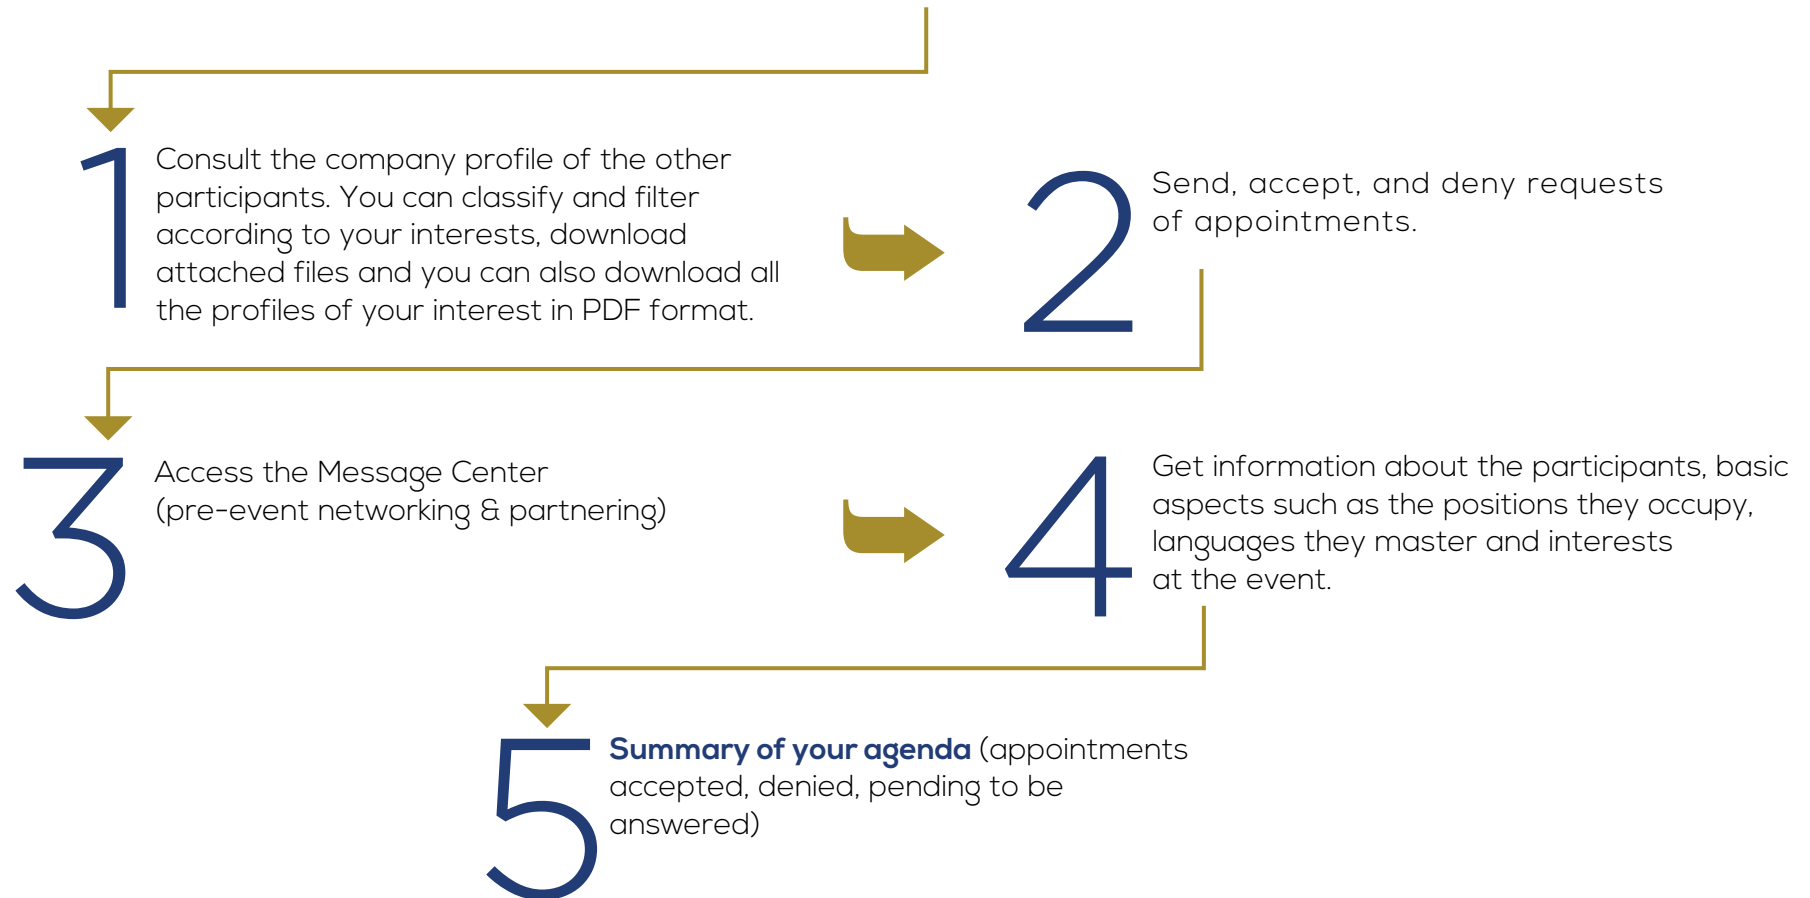 1
Consult the company profile of the other
participants. You can classify and filter
according to your interests, download
attached files and you can also download all
the profiles of your interest in PDF format.
2
Send, accept, and deny requests
of appointments.
3
Access the Message Center
(pre-event networking & partnering)
4
Get information about the participants, basic
aspects such as the positions they occupy,
languages they master and interests
at the event.
5
Summary of your agenda (appointments
accepted, denied, pending to be
answered)